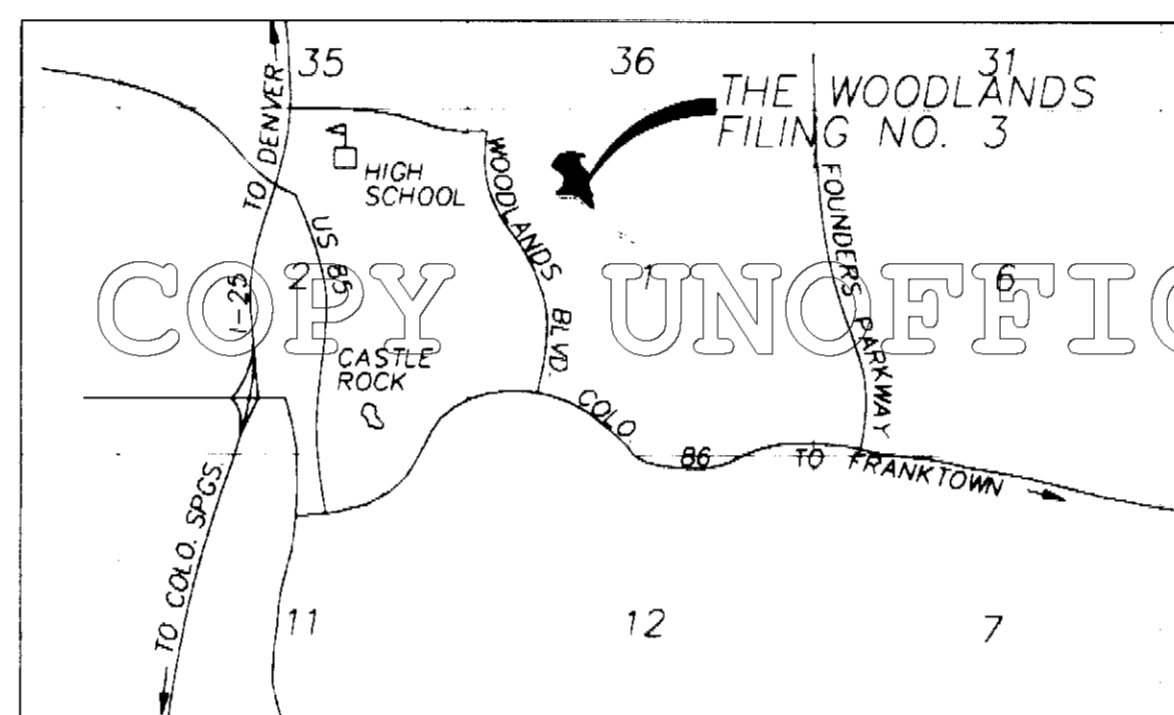 35
36
31
THE WOODLANDS
FILING NO. 3
TO DENVER
HIGH
SCHOOL
WOODLANDS BLVD.
FOUNDERS PARKWAY
US 85
I-25
2
1
6
COPY UNOFFIC
CASTLE
ROCK
COLO. 86 TO FRANKTOWN
TO COLO. SPGS.
11
12
7